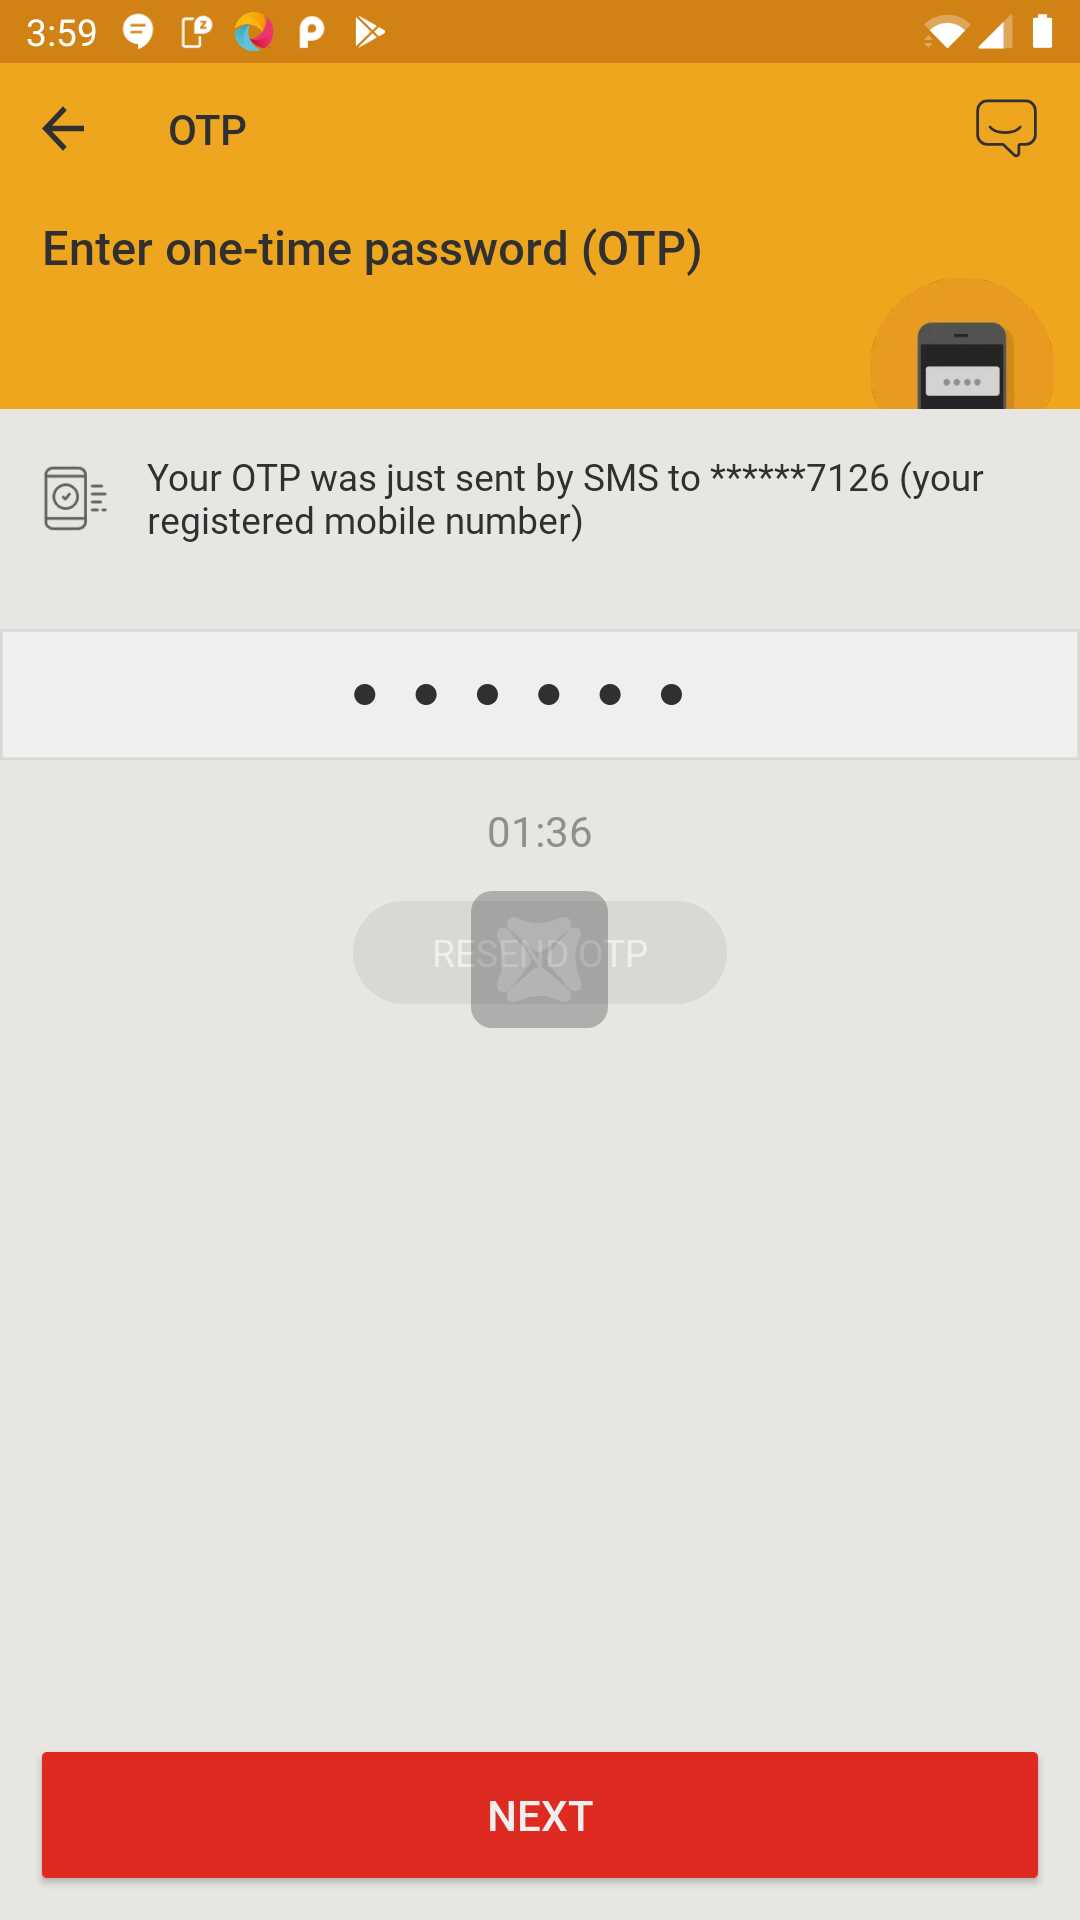 3:59
OTP
Enter one-time password (OTP)
Your OTP was just sent by SMS to ******7126 (your
registered mobile number)
01:36
RESEND OTP
NEXT